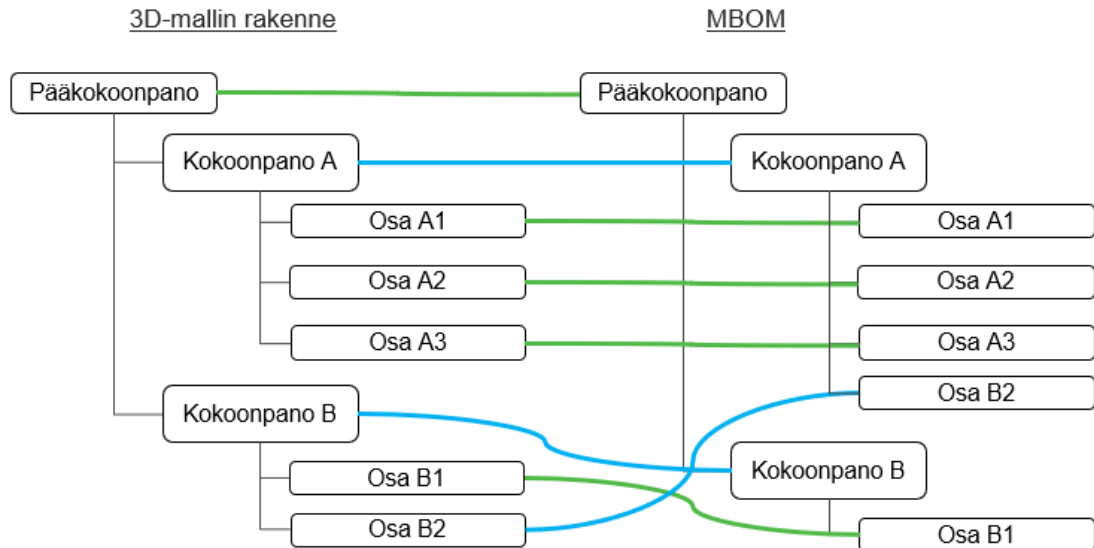 3D-mallin rakenne
MBOM
Pääkokoonpano
Pääkokoonpano
Kokoonpano A
Kokoonpano A
Osa A1
Osa A1
Osa A2
Osa A2
Osa A3
Osa A3
Osa B2
Kokoonpano B
Kokoonpano B
Osa B1
Osa B2
Osa B1